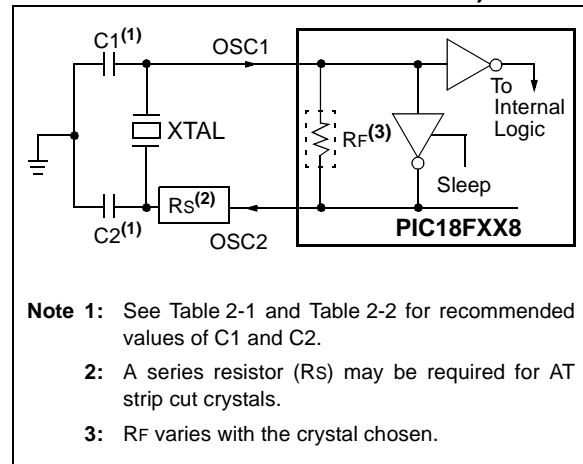 C1(1)
OSC1
To
Internal
Logic
XTAL
RF(3)
Sleep
C2(1)
RS(2)
OSC2
PIC18FXX8
Note 1: See Table 2-1 and Table 2-2 for recommended
values of C1 and C2.
2: A series resistor (RS) may be required for AT
strip cut crystals.
3: RF varies with the crystal chosen.